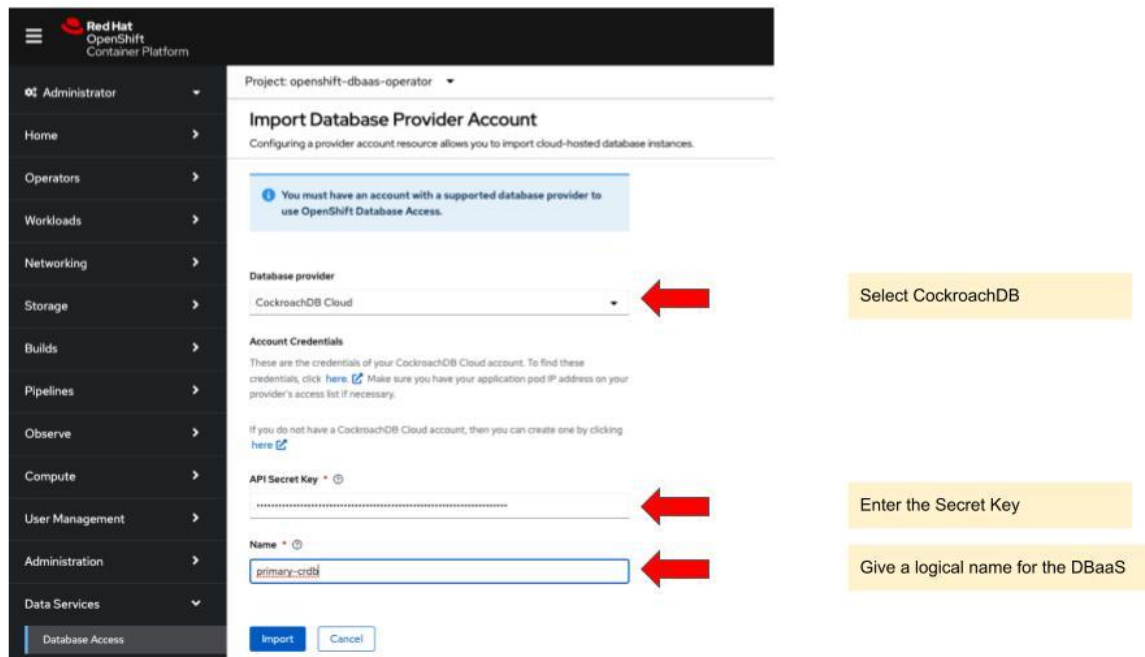 Red Hat
OpenShift
Container Platform
Administrator
Home
Operators
Workloads
Networking
Storage
Builds
Pipelines
Observe
Compute
User Management
Administration
Data Services
Database Access
Project: openshift-dbaas-operator
Import Database Provider Account
Configuring a provider account resource allows you to import cloud-hosted database instances.
You must have an account with a supported database provider to
use OpenShift Database Access.
Database provider
CockroachDB Cloud
Account Credentials
These are the credentials of your CockroachDB Cloud account. To find these
credentials, click here. Make sure you have your application pod IP address on your
provider's access list if necessary.
If you do not have a CockroachDB Cloud account, then you can create one by clicking
here
API Secret Key *
Name *
primary-crdb
Import
Cancel
Select CockroachDB
Enter the Secret Key
Give a logical name for the DBaaS